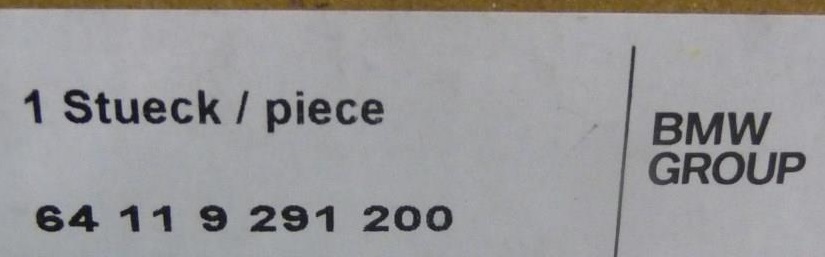 1 Stueck / piece
64 11 9 291 200
BMW
GROUP